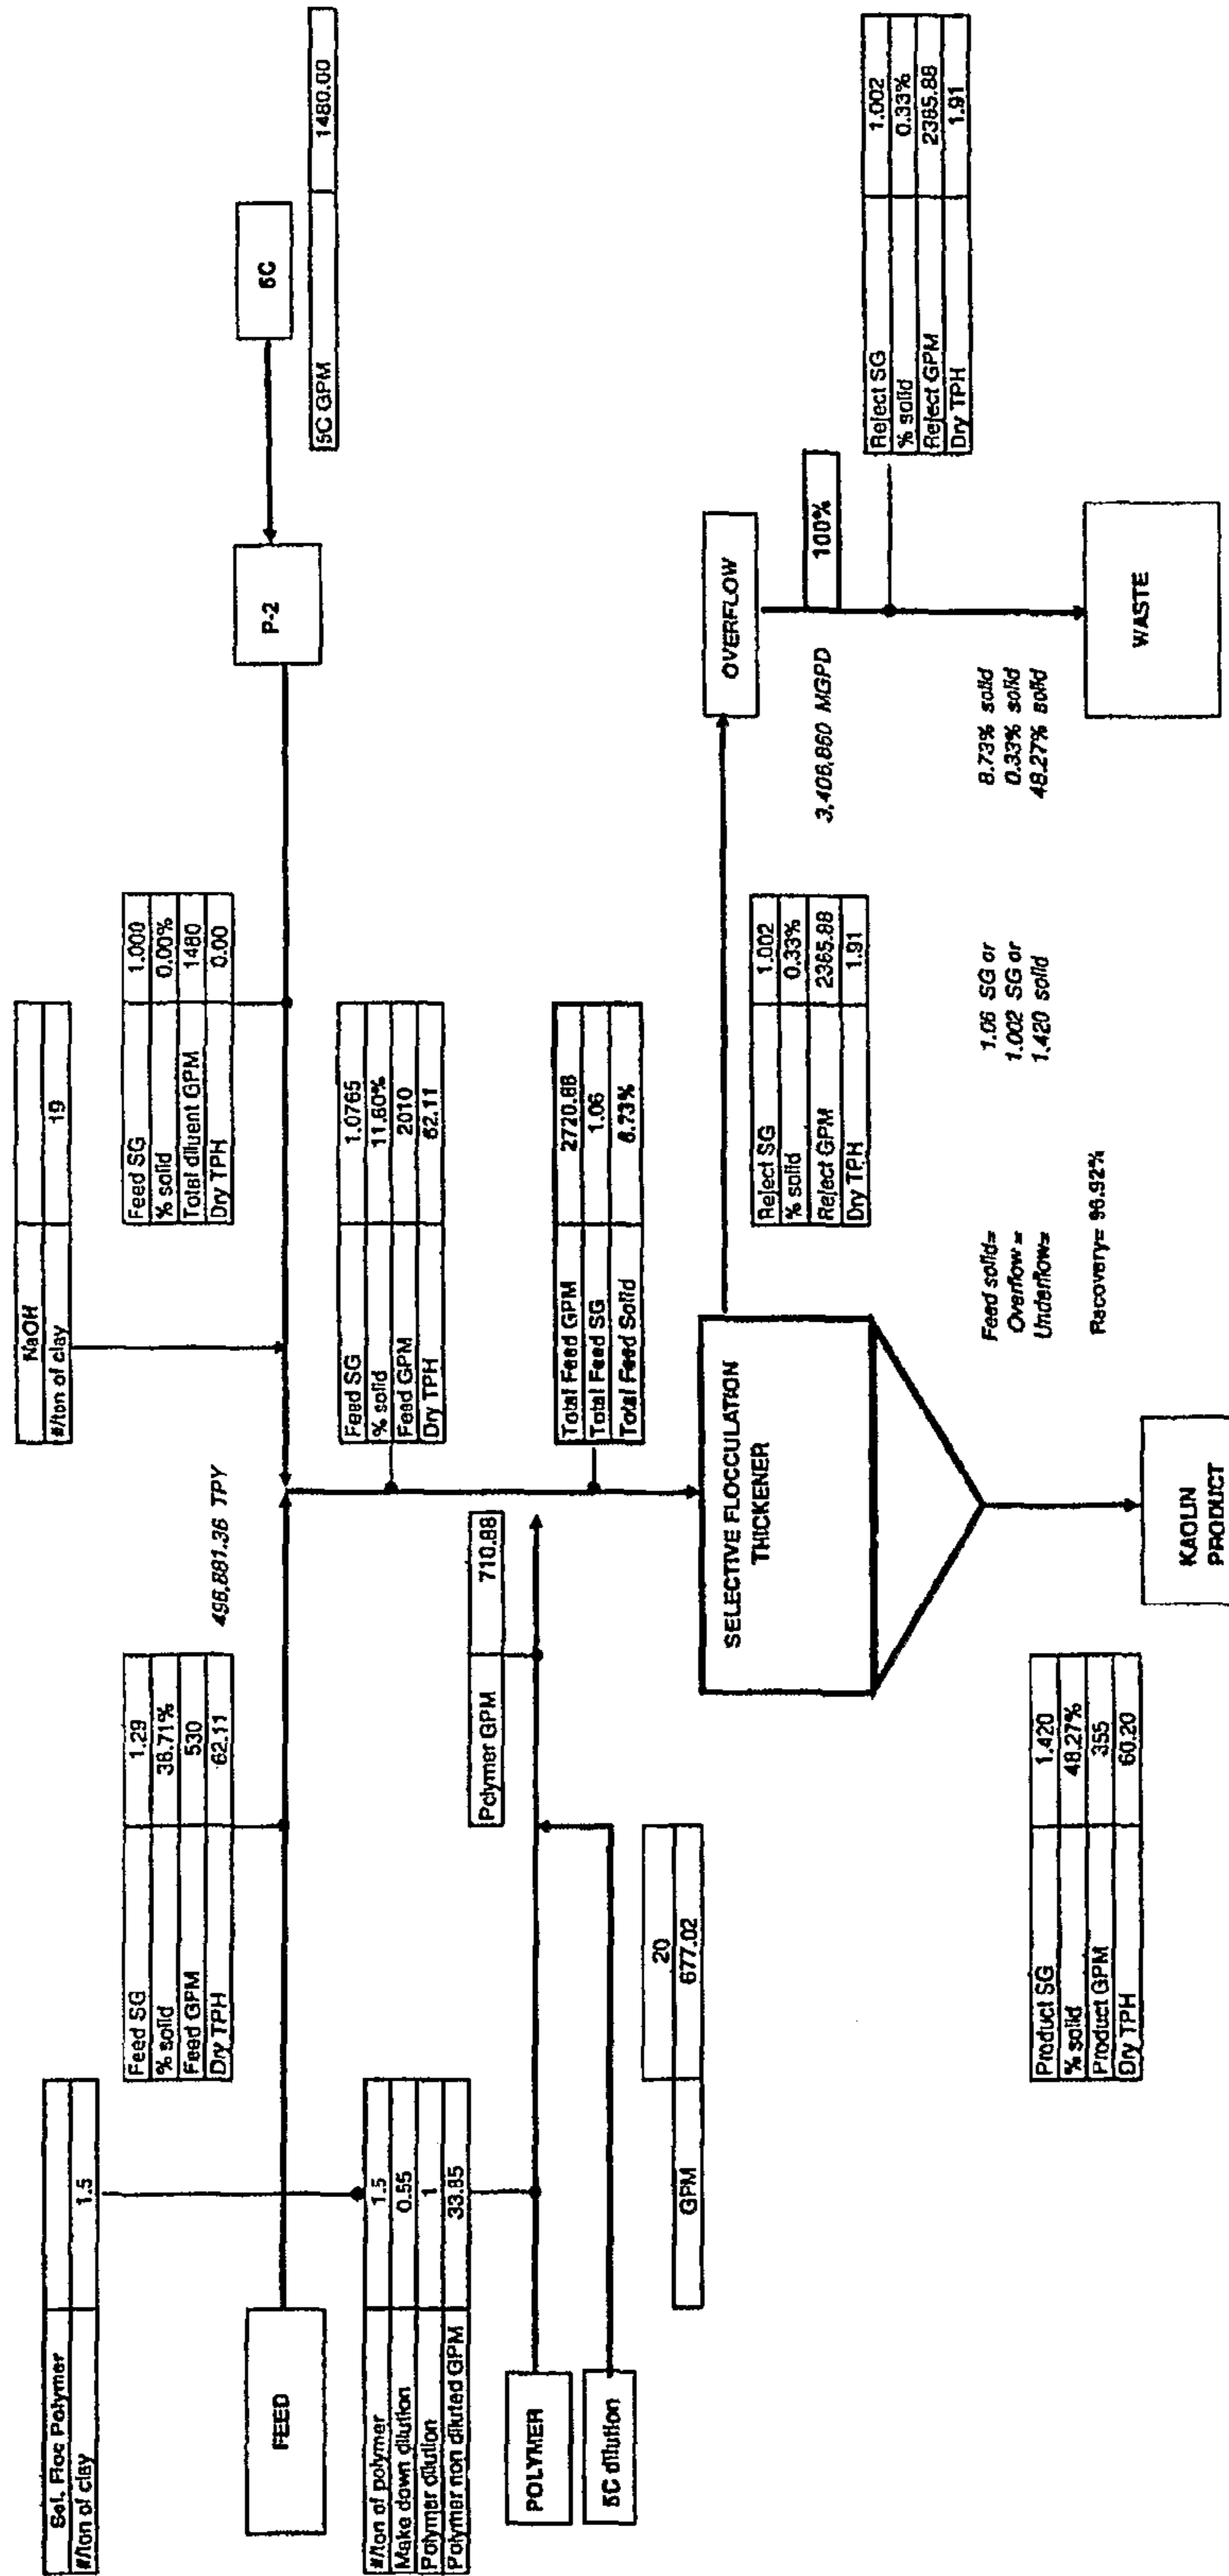 Sel. Floc Polymer
#/ton of clay 1.5
NaOH
#/ton of clay 19
Feed SG 1.29
% solid 38.71%
Feed GPM 530
Dry TPH 62.11
Feed SG 1.000
% solid 0.00%
Total diluent GPM 1480
Dry TPH 0.00
FEED
498,881.36 TPY
P-2
5C
5C GPM 1480.00
#/ton of polymer 1.5
Make down dilution 0.55
Polymer dilution 1
Polymer non diluted GPM 33.85
Feed SG 1.0765
% solid 11.60%
Feed GPM 2010
Dry TPH 62.11
Polymer GPM 710.88
POLYMER
5C dilution
Total Feed GPM 2720.88
Total Feed SG 1.06
Total Feed Solid 8.73%
20
GPM 677.02
SELECTIVE FLOCCULATION
THICKENER
OVERFLOW
Reject SG 1.002
% solid 0.33%
Reject GPM 2365.88
Dry TPH 1.91
3,406,860 MGPD
100%
Reject SG 1.002
% solid 0.33%
Reject GPM 2365.88
Dry TPH 1.91
Feed solid= 1.06 SG or 8.73% solid
Overflow= 1.002 SG or 0.33% solid
Underflow= 1.420 solid 48.27% solid
Recovery= 96.92%
Product SG 1.420
% solid 48.27%
Product GPM 355
Dry TPH 60.20
KAOLIN
PRODUCT
WASTE